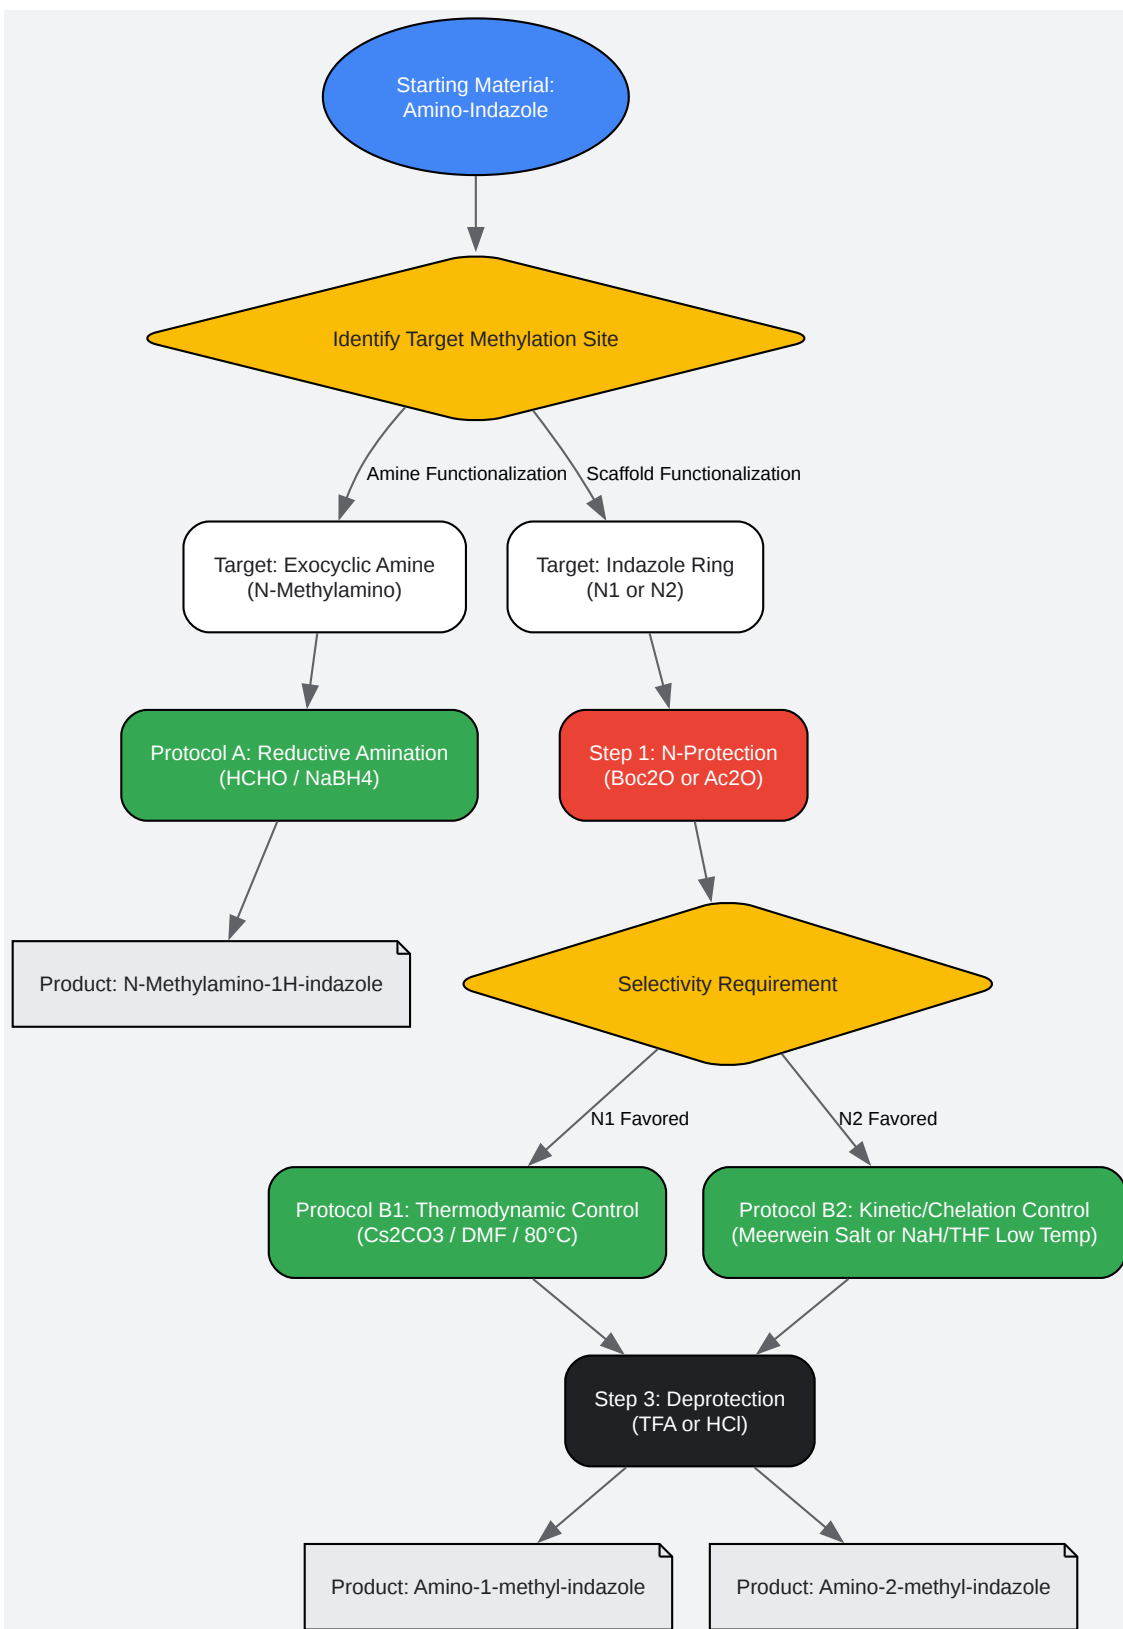 Starting Material:
Amino-Indazole
Identify Target Methylation Site
Amine Functionalization
Scaffold Functionalization
Target: Exocyclic Amine
(N-Methylamino)
Target: Indazole Ring
(N1 or N2)
Protocol A: Reductive Amination
(HCHO / NaBH4)
Step 1: N-Protection
(Boc2O or Ac2O)
Product: N-Methylamino-1H-indazole
Selectivity Requirement
N1 Favored
N2 Favored
Protocol B1: Thermodynamic Control
(Cs2CO3 / DMF / 80°C)
Protocol B2: Kinetic/Chelation Control
(Meerwein Salt or NaH/THF Low Temp)
Step 3: Deprotection
(TFA or HCl)
Product: Amino-1-methyl-indazole
Product: Amino-2-methyl-indazole